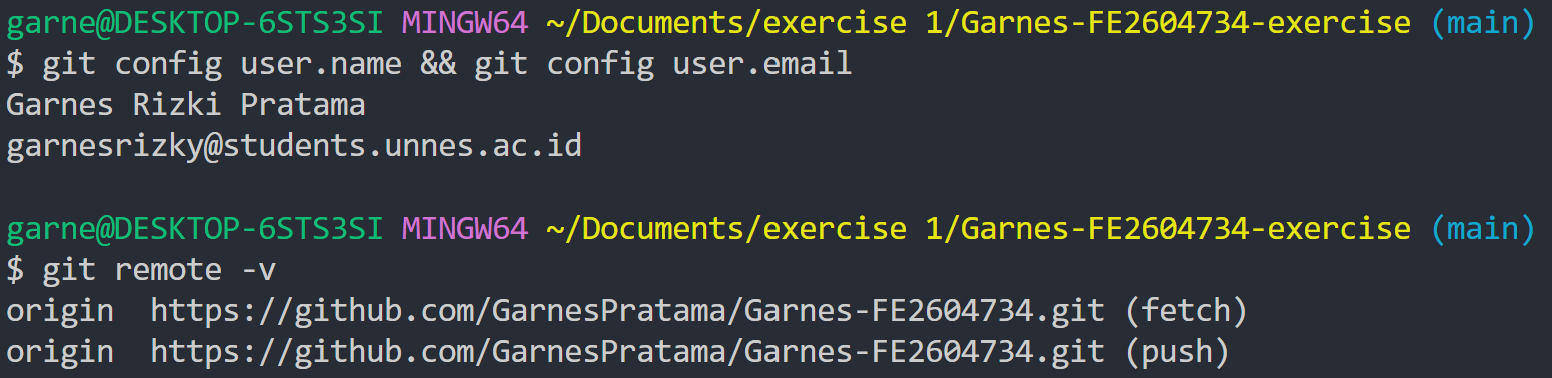 garne@DESKTOP-6STS3SI MINGW64 ~/Documents/exercise 1/Garnes-FE2604734-exercise (main)
$ git config user.name && git config user.email
Garnes Rizki Pratama
garnesrizky@students.unnes.ac.id
garne@DESKTOP-6STS3SI MINGW64 ~/Documents/exercise 1/Garnes-FE2604734-exercise (main)
$ git remote -v
origin  https://github.com/GarnesPratama/Garnes-FE2604734.git (fetch)
origin  https://github.com/GarnesPratama/Garnes-FE2604734.git (push)